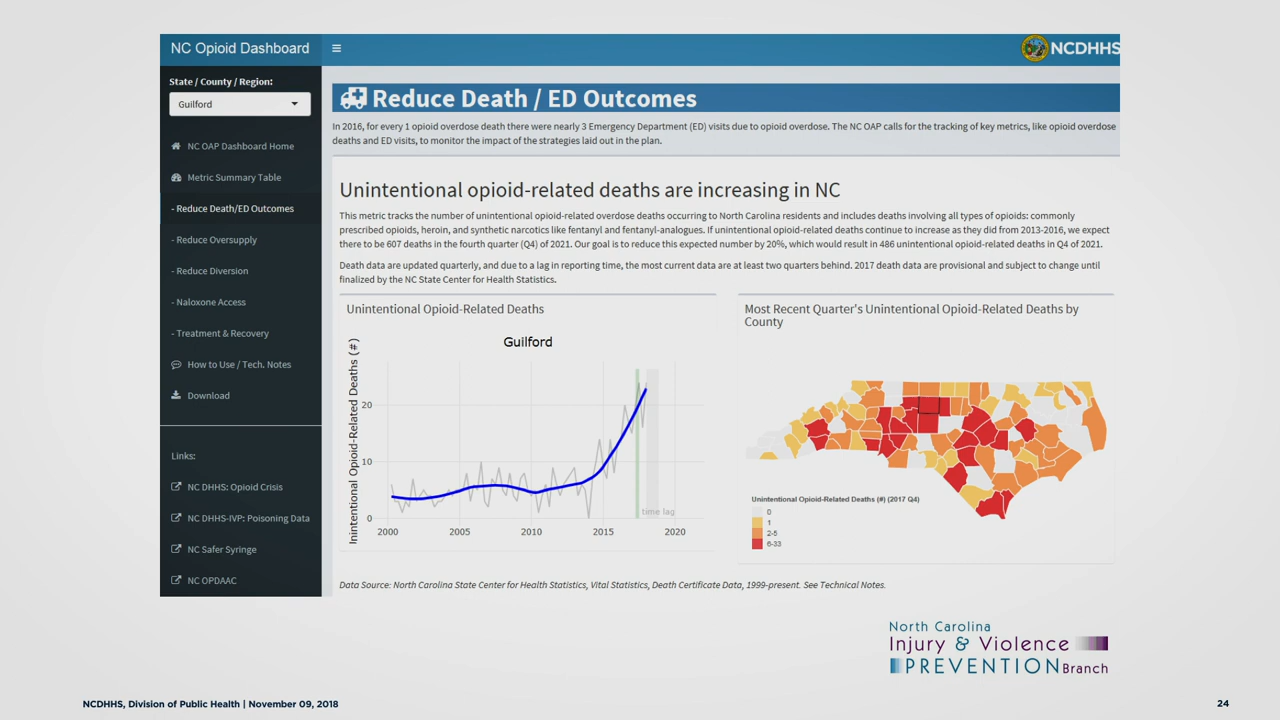 NC Opioid Dashboard
NCDHHS
State / County / Region:
Guilford
NC OAP Dashboard Home
Metric Summary Table
- Reduce Death/ED Outcomes
- Reduce Oversupply
- Reduce Diversion
- Naloxone Access
- Treatment & Recovery
How to Use / Tech. Notes
Download
Links:
NC DHHS: Opioid Crisis
NC DHHS-IVP: Poisoning Data
NC Safer Syringe
NC OPDAAC
Reduce Death / ED Outcomes
In 2016, for every 1 opioid overdose death there were nearly 3 Emergency Department (ED) visits due to opioid overdose. The NC OAP calls for the tracking of key metrics, like opioid overdose
deaths and ED visits, to monitor the impact of the strategies laid out in the plan.
Unintentional opioid-related deaths are increasing in NC
This metric tracks the number of unintentional opioid-related overdose deaths occurring to North Carolina residents and includes deaths involving all types of opioids: commonly
prescribed opioids, heroin, and synthetic narcotics like fentanyl and fentanyl-analogues. If unintentional opioid-related deaths continue to increase as they did from 2013-2016, we expect
there to be 607 deaths in the fourth quarter (Q4) of 2021. Our goal is to reduce this expected number by 20%, which would result in 486 unintentional opioid-related deaths in Q4 of 2021.
Death data are updated quarterly, and due to a lag in reporting time, the most current data are at least two quarters behind. 2017 death data are provisional and subject to change until
finalized by the NC State Center for Health Statistics.
Unintentional Opioid-Related Deaths
Guilford
Inintentional Opioid-Related Deaths (#)
20
10
0
time lag
2000 2005 2010 2015 2020
Most Recent Quarter's Unintentional Opioid-Related Deaths by
County
Unintentional Opioid-Related Deaths (#) (2017 Q4)
0
1
2-5
6-33
Data Source: North Carolina State Center for Health Statistics, Vital Statistics, Death Certificate Data, 1999-present. See Technical Notes.
North Carolina
Injury & Violence
PREVENTION Branch
NCDHHS, Division of Public Health | November 09, 2018
24